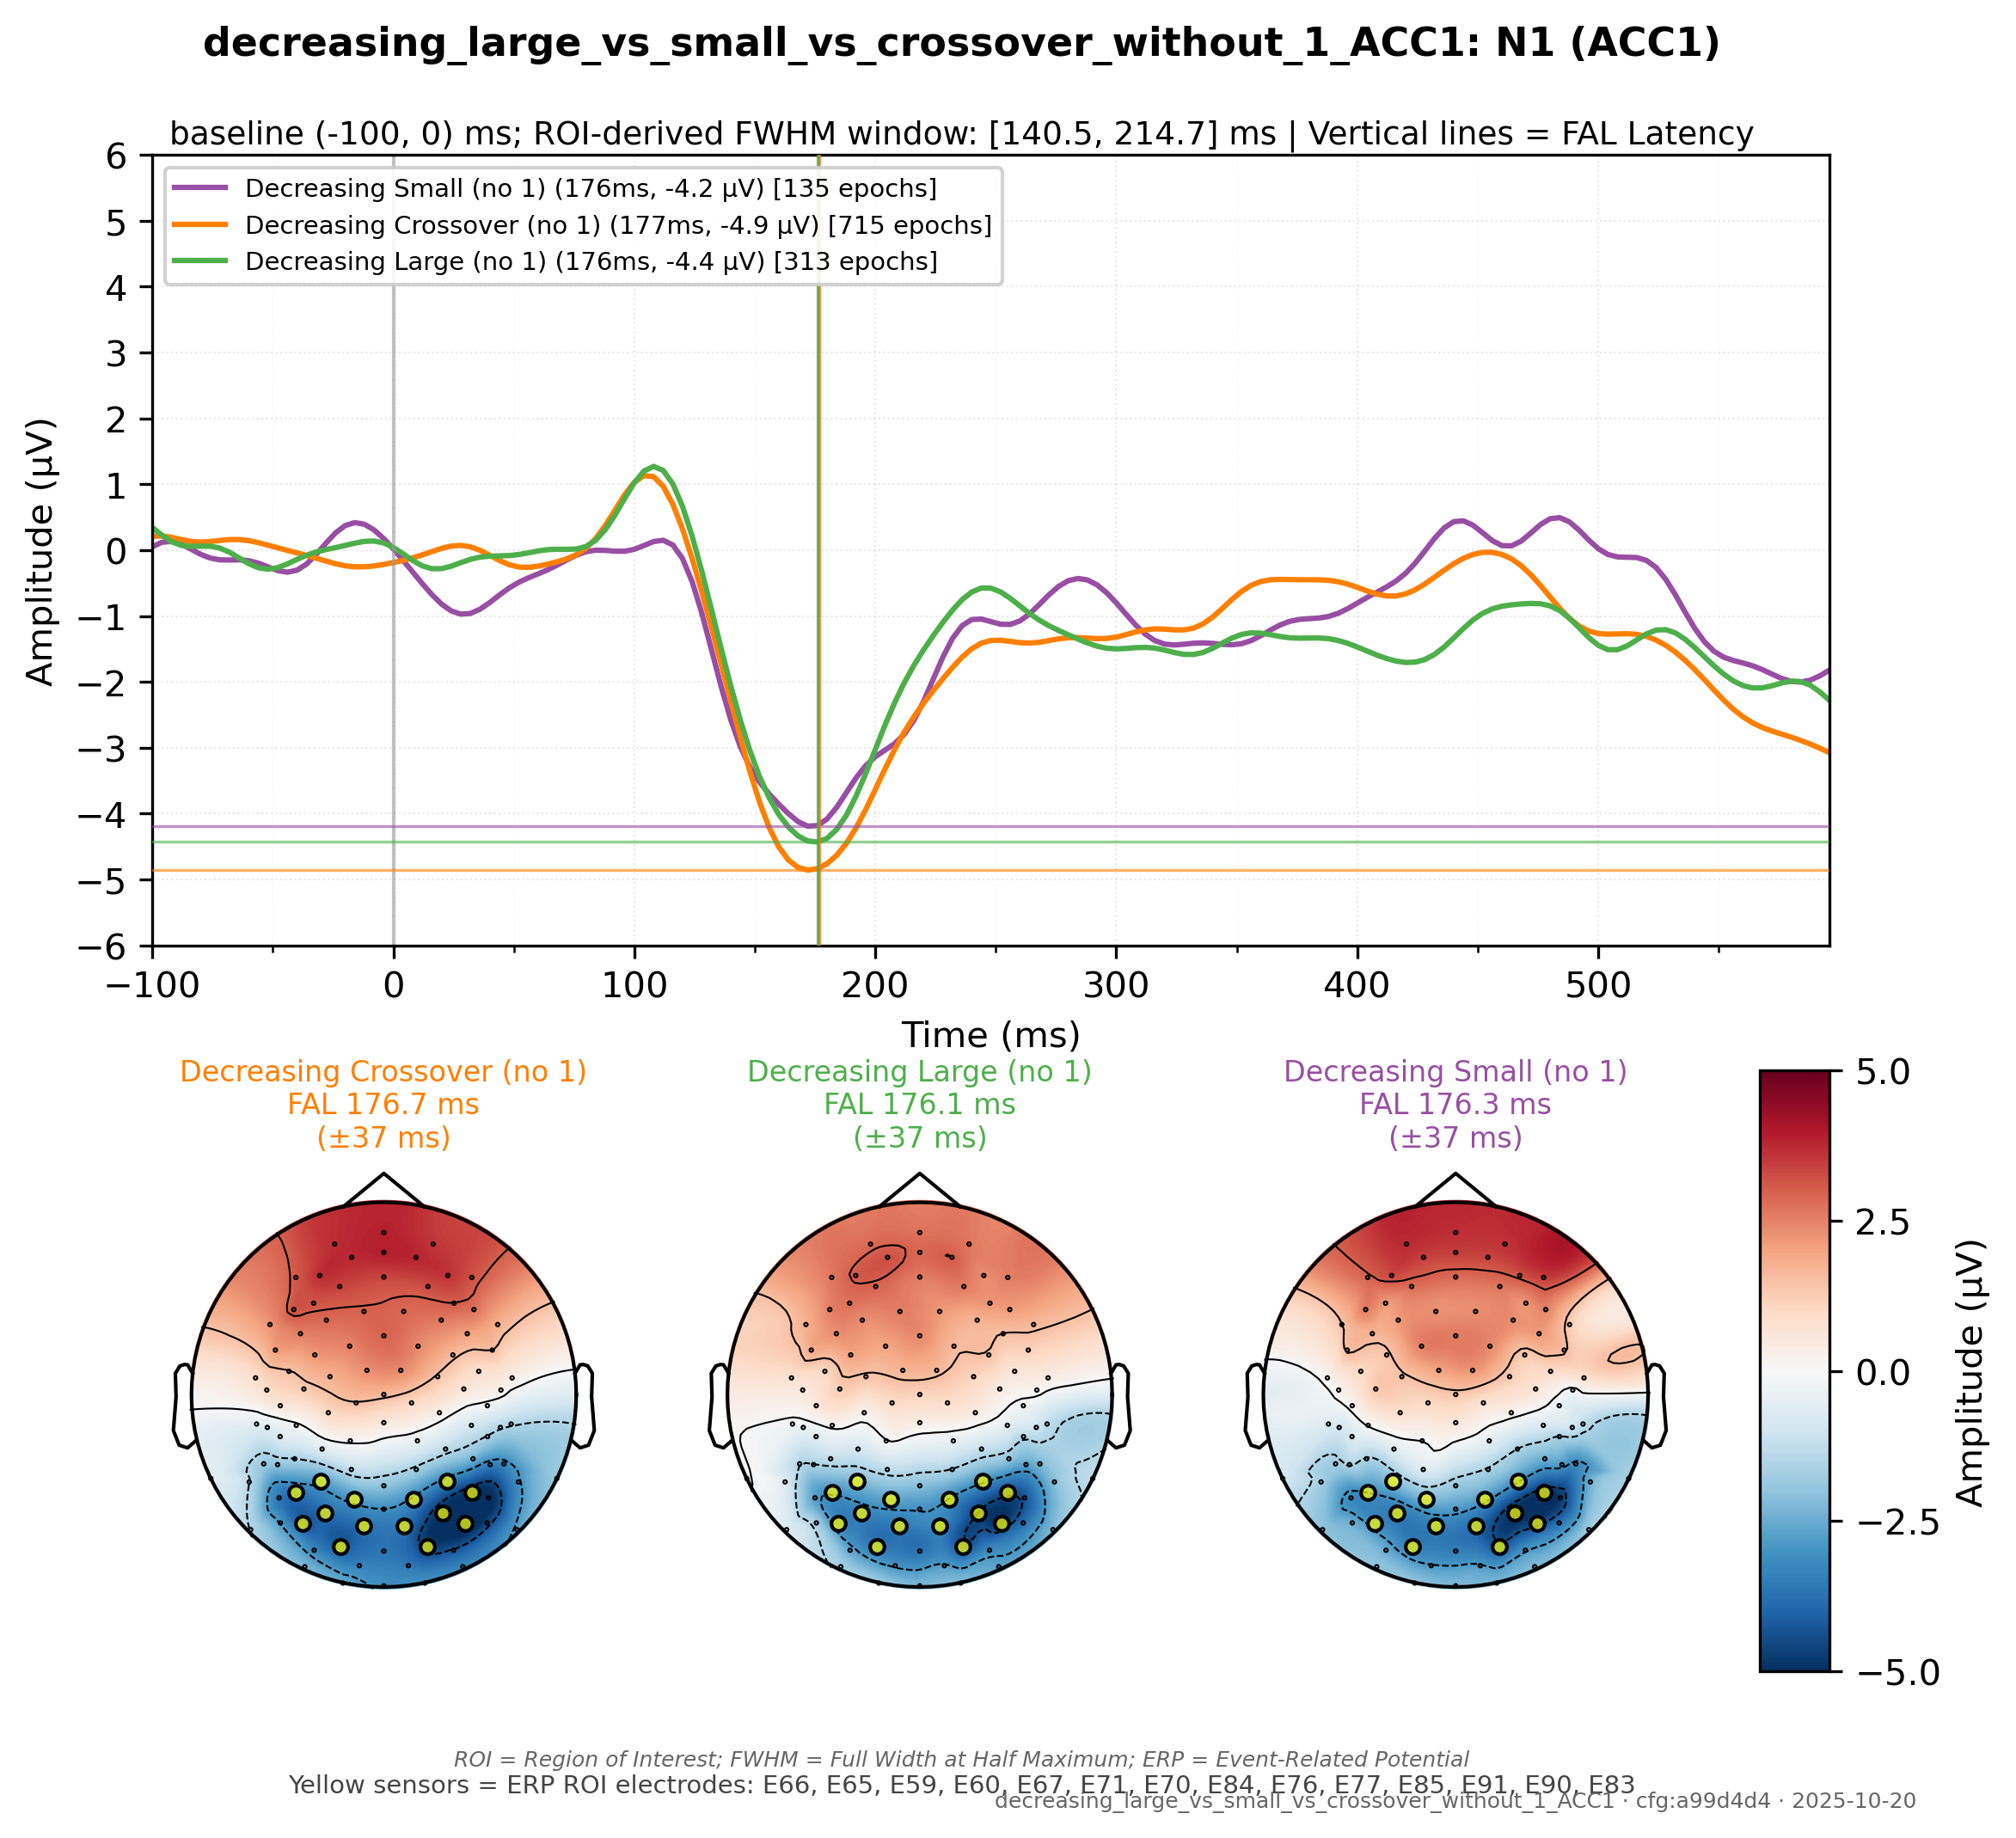 decreasing_large_vs_small_vs_crossover_without_1_ACC1: N1 (ACC1)
baseline (-100, 0) ms; ROI-derived FWHM window: [140.5, 214.7] ms | Vertical lines = FAL Latency
Decreasing Small (no 1) (176ms, -4.2 µV) [135 epochs]
Decreasing Crossover (no 1) (177ms, -4.9 µV) [715 epochs]
Decreasing Large (no 1) (176ms, -4.4 µV) [313 epochs]
6
5
4
3
2
1
0
−1
−2
−3
−4
−5
−6
Amplitude (µV)
−100 0 100 200 300 400 500
Time (ms)
Decreasing Crossover (no 1)
FAL 176.7 ms
(±37 ms)
Decreasing Large (no 1)
FAL 176.1 ms
(±37 ms)
Decreasing Small (no 1)
FAL 176.3 ms
(±37 ms)
5.0
2.5
0.0
−2.5
−5.0
Amplitude (µV)
ROI = Region of Interest; FWHM = Full Width at Half Maximum; ERP = Event-Related Potential
Yellow sensors = ERP ROI electrodes: E66, E65, E59, E60, E67, E71, E70, E84, E76, E77, E85, E91, E90, E83
decreasing_large_vs_small_vs_crossover_without_1_ACC1 · cfg:a99d4d4 · 2025-10-20